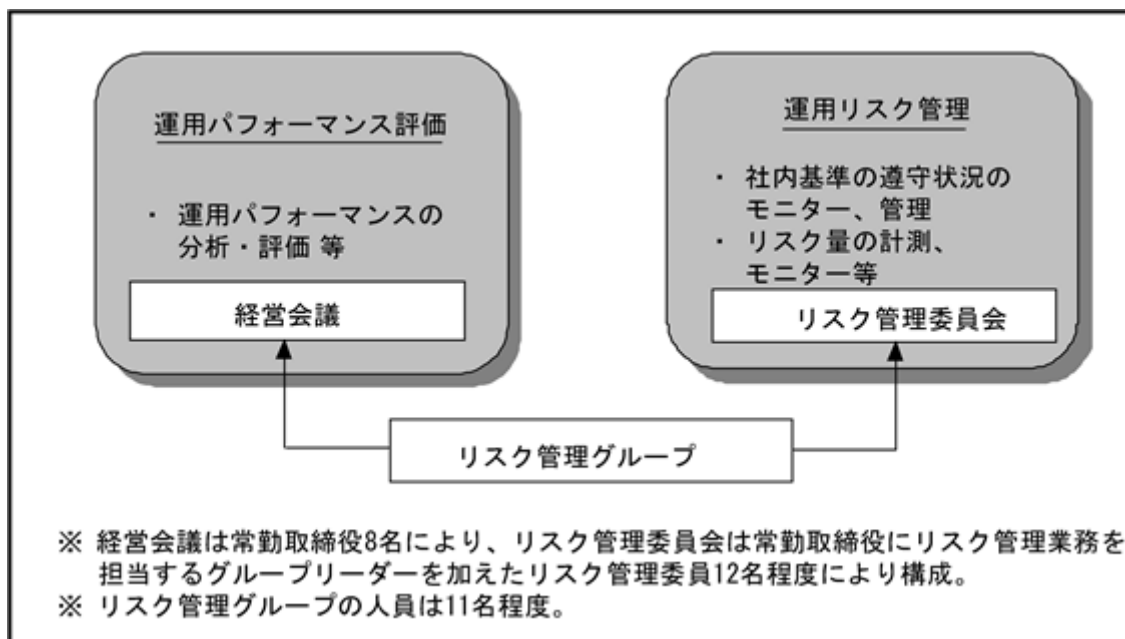 運用パフォーマンス評価
・ 運用パフォーマンスの
分析・評価 等
経営会議
運用リスク管理
・ 社内基準の遵守状況の
モニター、管理
・ リスク量の計測、
モニター等
リスク管理委員会
リスク管理グループ
※ 経営会議は常勤取締役8名により、リスク管理委員会は常勤取締役にリスク管理業務を
担当するグループリーダーを加えたリスク管理委員12名程度により構成。
※ リスク管理グループの人員は11名程度。